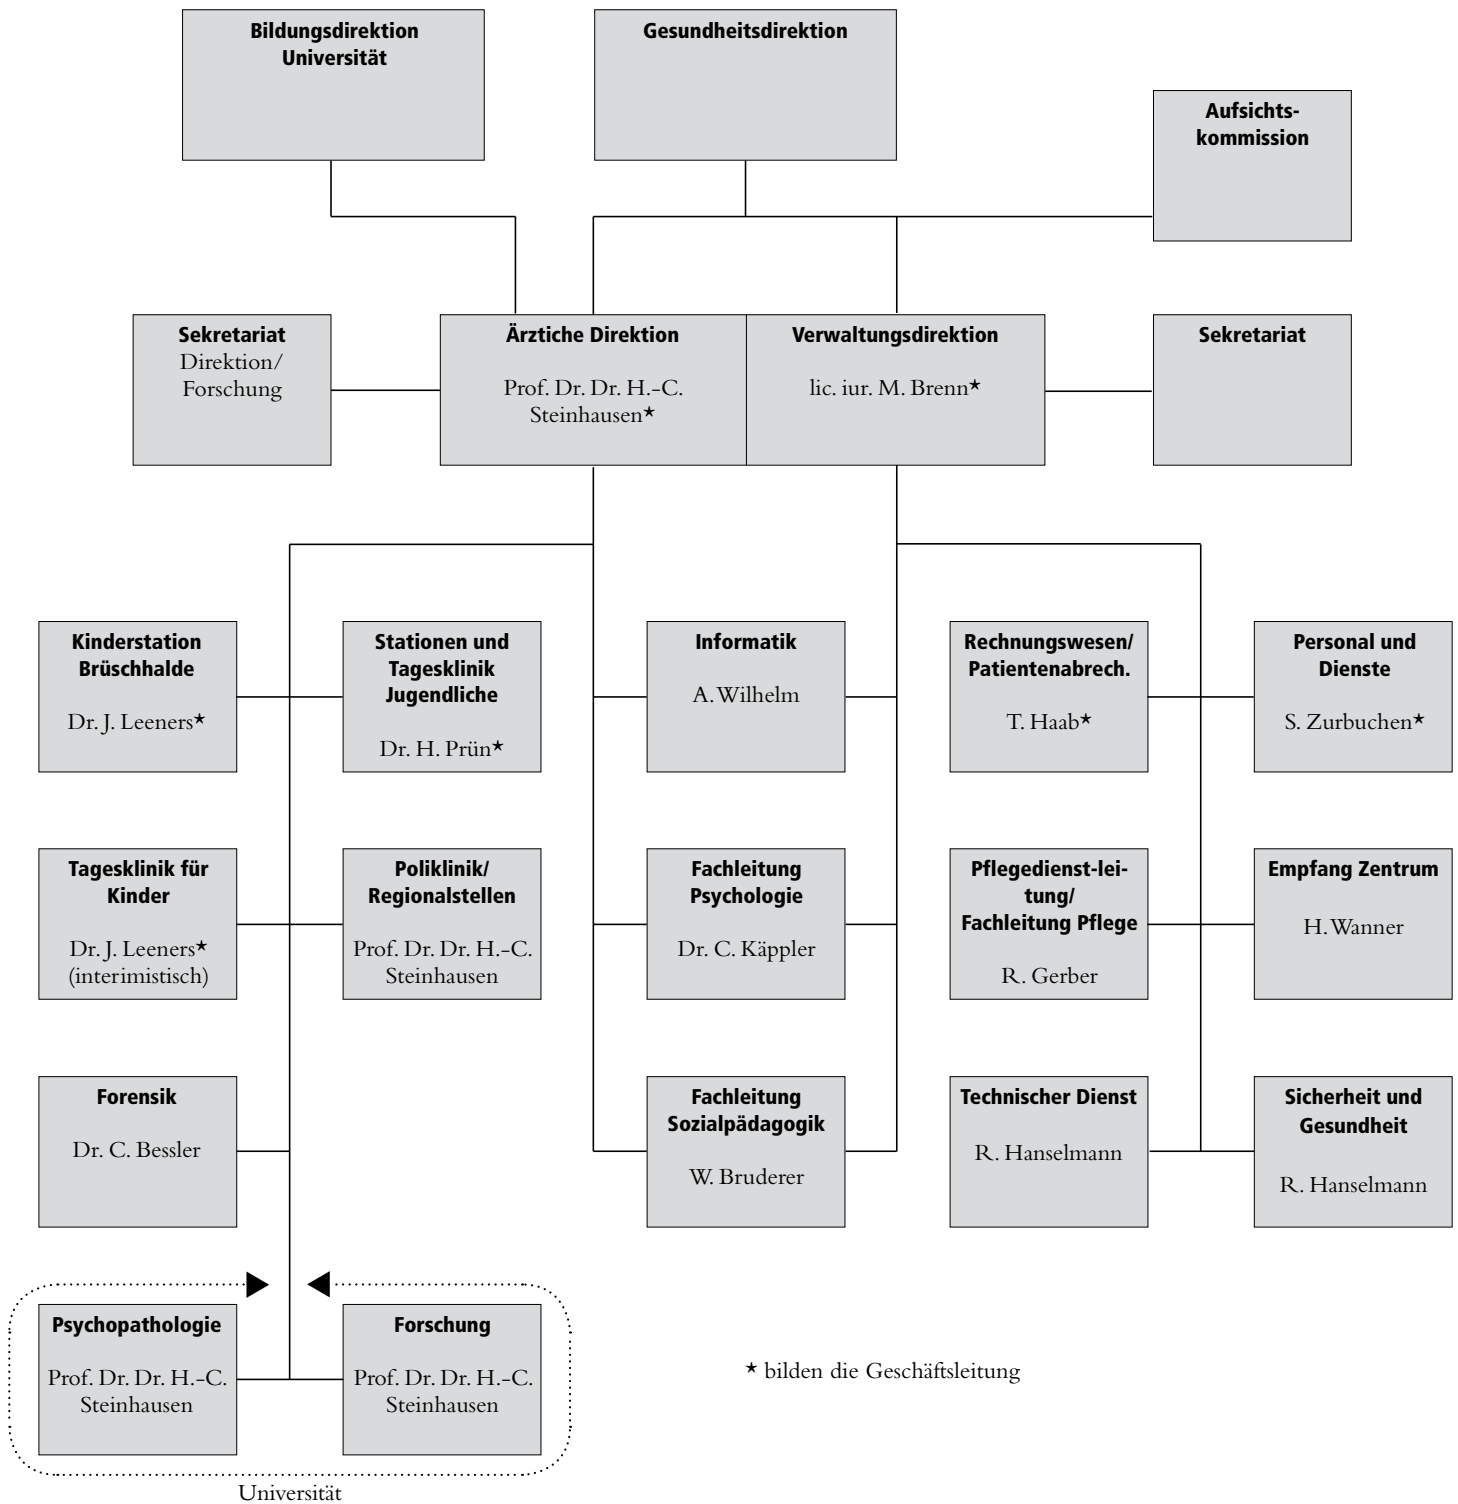 Bildungsdirektion
Universität
Gesundheitsdirektion
Aufsichts-
kommission
Sekretariat
Direktion/
Forschung
Ärztiche Direktion
Prof. Dr. Dr. H.-C.
Steinhausen★
Verwaltungsdirektion
lic. iur. M. Brenn★
Sekretariat
Kinderstation
Brüschhalde
Dr. J. Leeners★
Stationen und
Tagesklinik
Jugendliche
Dr. H. Prün★
Informatik
A. Wilhelm
Rechnungswesen/
Patientenabrech.
T. Haab★
Personal und
Dienste
S. Zurbuchen★
Tagesklinik für
Kinder
Dr. J. Leeners★
(interimistisch)
Poliklinik/
Regionalstellen
Prof. Dr. Dr. H.-C.
Steinhausen
Fachleitung
Psychologie
Dr. C. Käppler
Pflegedienst-lei-
tung/
Fachleitung Pflege
R. Gerber
Empfang Zentrum
H. Wanner
Forensik
Dr. C. Bessler
Fachleitung
Sozialpädagogik
W. Bruderer
Technischer Dienst
R. Hanselmann
Sicherheit und
Gesundheit
R. Hanselmann
Psychopathologie
Prof. Dr. Dr. H.-C.
Steinhausen
Forschung
Prof. Dr. Dr. H.-C.
Steinhausen
★ bilden die Geschäftsleitung
Universität